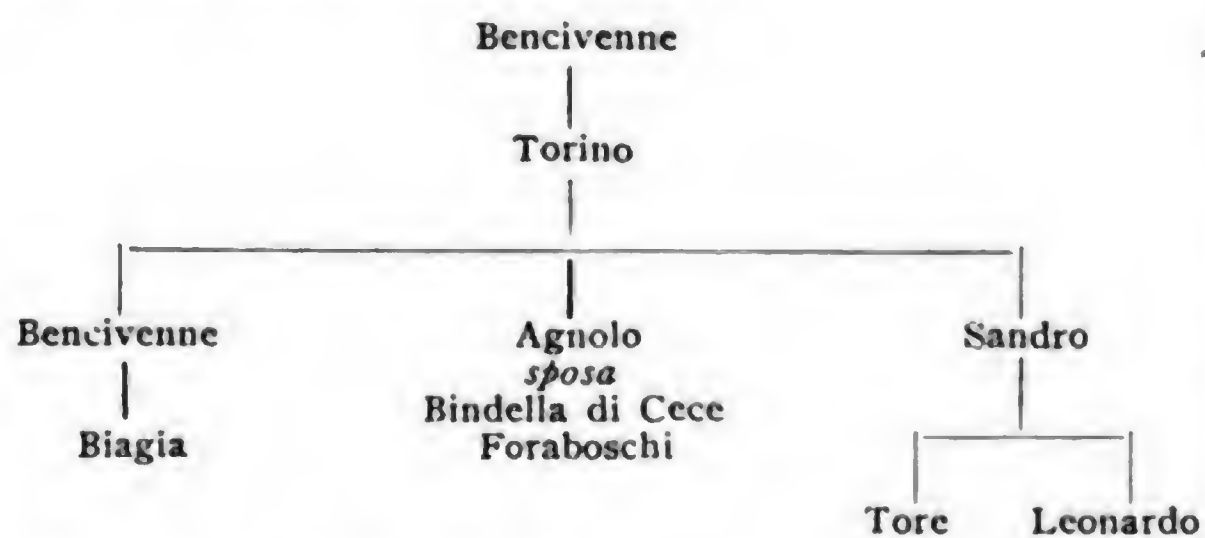 Bencivenne
Torino
Bencivenne Agnolo Sandro
sposa
Bindella di Cece
Biagia Foraboschi
Tore Leonardo